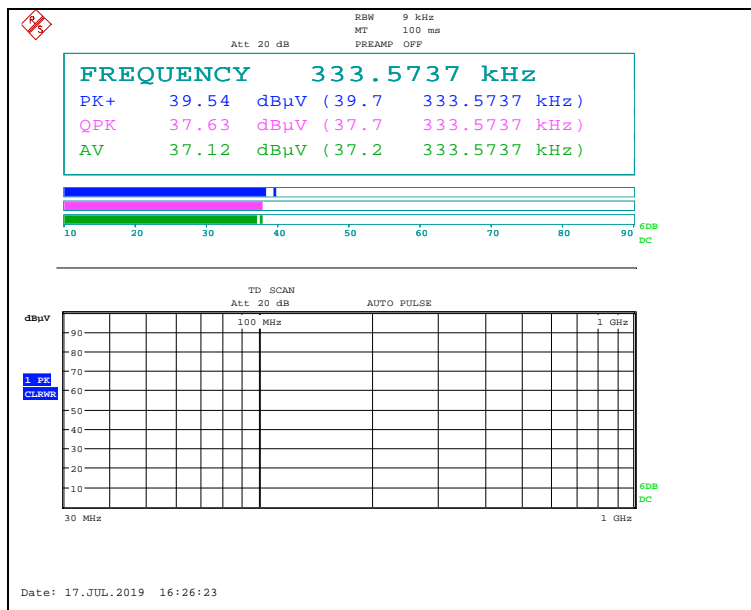 R S
RBW 9 kHz
MT 100 ms
Att 20 dB PREAMP OFF
FREQUENCY 333.5737 kHz
PK+ 39.54 dBµV (39.7 333.5737 kHz)
QPK 37.63 dBµV (37.7 333.5737 kHz)
AV 37.12 dBµV (37.2 333.5737 kHz)
10 20 30 40 50 60 70 80 90
6DB
DC
TD SCAN
Att 20 dB AUTO PULSE
dBµV
100 MHz 1 GHz
90
80
70
1 PK
CLRWR
60
50
40
30
20
10
6DB
DC
30 MHz 1 GHz
Date: 17.JUL.2019 16:26:23